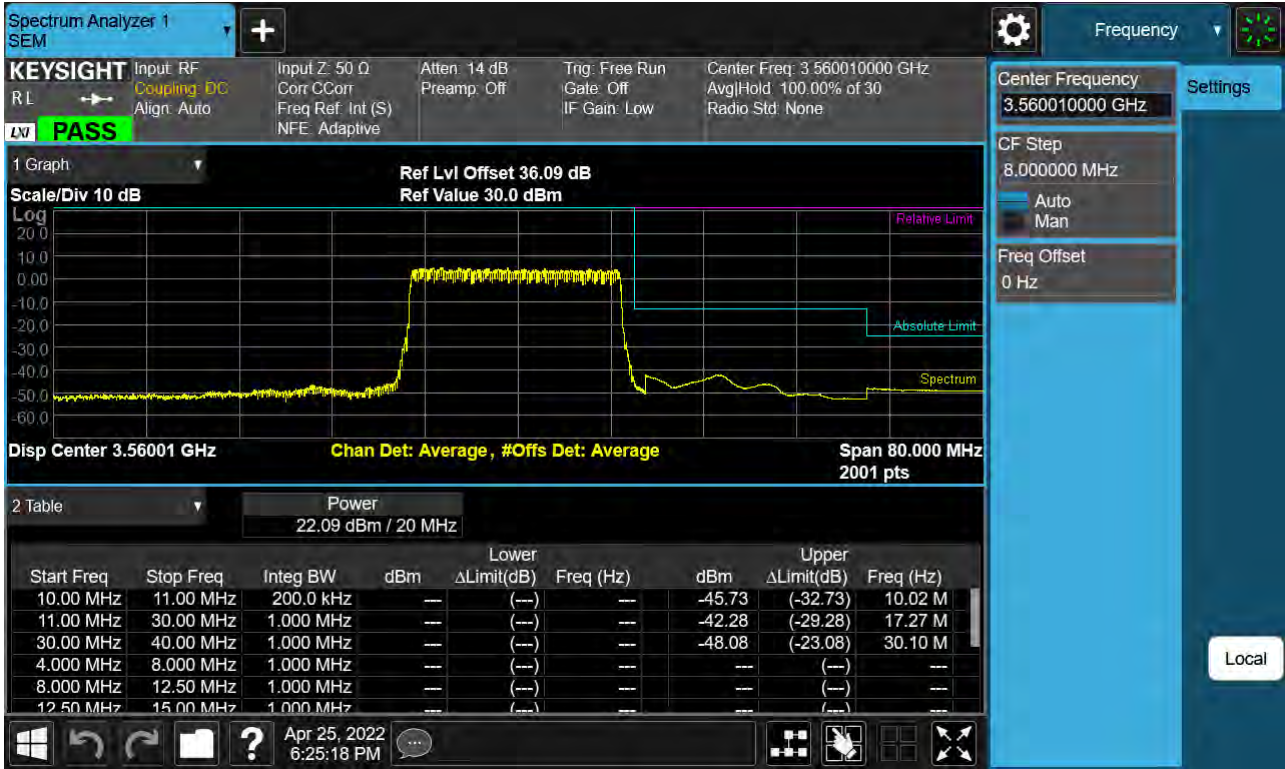 Spectrum Analyzer 1
SEM
Frequency
KEYSIGHT
R L
LXI
PASS
Input: RF
Coupling: DC
Align: Auto
Input Z: 50 Ω
Corr CCorr
Freq Ref: Int (S)
NFE: Adaptive
Atten: 14 dB
Preamp: Off
Trig: Free Run
Gate: Off
IF Gain: Low
Center Freq: 3.560010000 GHz
Avg|Hold: 100.00% of 30
Radio Std: None
Center Frequency
3.560010000 GHz
Settings
CF Step
8.000000 MHz
Auto
Man
Freq Offset
0 Hz
1 Graph
Scale/Div 10 dB
Ref Lvl Offset 36.09 dB
Ref Value 30.0 dBm
Log
20.0
10.0
0.00
-10.0
-20.0
-30.0
-40.0
-50.0
-60.0
Relative Limit
Absolute Limit
Spectrum
Disp Center 3.56001 GHz
Chan Det: Average, #Offs Det: Average
Span 80.000 MHz
2001 pts
2 Table
Power
22.09 dBm / 20 MHz
Lower Upper
Start Freq Stop Freq Integ BW dBm ΔLimit(dB) Freq (Hz) dBm ΔLimit(dB) Freq (Hz)
10.00 MHz 11.00 MHz 200.0 kHz --- (---) --- -45.73 (-32.73) 10.02 M
11.00 MHz 30.00 MHz 1.000 MHz --- (---) --- -42.28 (-29.28) 17.27 M
30.00 MHz 40.00 MHz 1.000 MHz --- (---) --- -48.08 (-23.08) 30.10 M
4.000 MHz 8.000 MHz 1.000 MHz --- (---) --- --- (---) ---
8.000 MHz 12.50 MHz 1.000 MHz --- (---) --- --- (---) ---
12.50 MHz 15.00 MHz 1.000 MHz --- (---) --- --- (---) ---
Local
?
Apr 25, 2022
6:25:18 PM